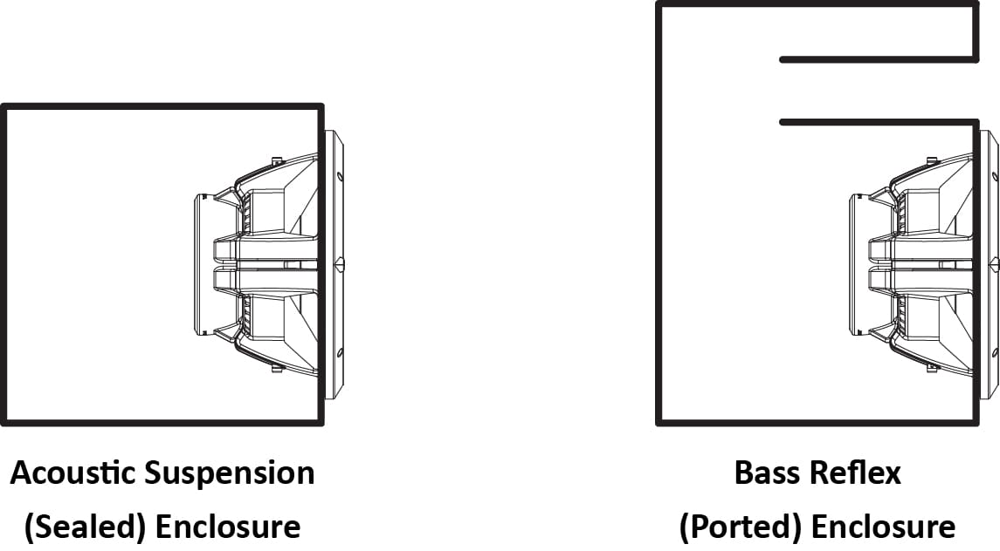 Acoustic Suspension
(Sealed) Enclosure
Bass Reflex
(Ported) Enclosure